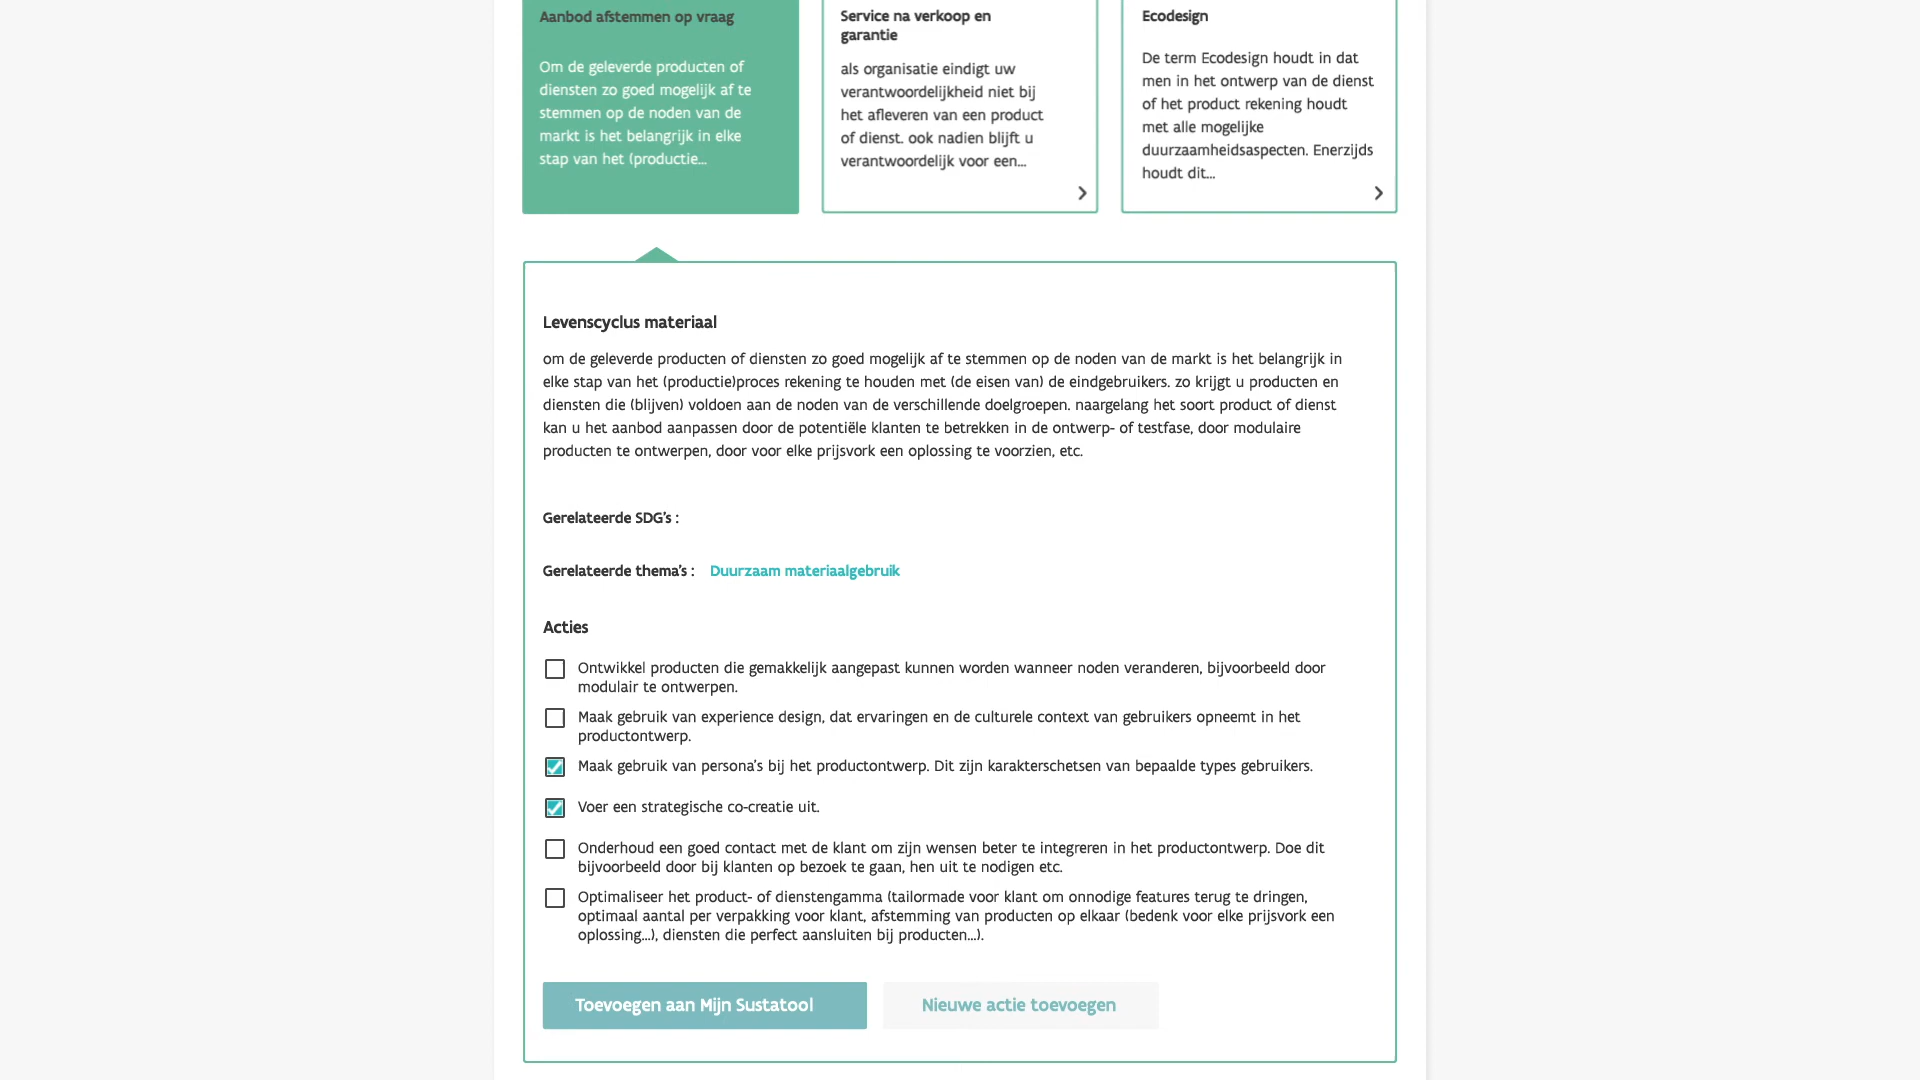 Aanbod afstemmen op vraag
Om de geleverde producten of
diensten zo goed mogelijk af te
stemmen op de noden van de
markt is het belangrijk in elke
stap van het (productie...
Service na verkoop en
garantie
als organisatie eindigt uw
verantwoordelijkheid niet bij
het afleveren van een product
of dienst. ook nadien blijft u
verantwoordelijk voor een...
Ecodesign
De term Ecodesign houdt in dat
men in het ontwerp van de dienst
of het product rekening houdt
met alle mogelijke
duurzaamheidsaspecten. Enerzijds
houdt dit...
Levenscyclus materiaal
om de geleverde producten of diensten zo goed mogelijk af te stemmen op de noden van de markt is het belangrijk in
elke stap van het (productie)proces rekening te houden met (de eisen van) de eindgebruikers. zo krijgt u producten en
diensten die (blijven) voldoen aan de noden van de verschillende doelgroepen. naargelang het soort product of dienst
kan u het aanbod aanpassen door de potentiële klanten te betrekken in de ontwerp- of testfase, door modulaire
producten te ontwerpen, door voor elke prijsvork een oplossing te voorzien, etc.
Gerelateerde SDG's :
Gerelateerde thema's : Duurzaam materiaalgebruik
Acties
Ontwikkel producten die gemakkelijk aangepast kunnen worden wanneer noden veranderen, bijvoorbeeld door
modulair te ontwerpen.
Maak gebruik van experience design, dat ervaringen en de culturele context van gebruikers opneemt in het
productontwerp.
Maak gebruik van persona's bij het productontwerp. Dit zijn karakterschetsen van bepaalde types gebruikers.
Voer een strategische co-creatie uit.
Onderhoud een goed contact met de klant om zijn wensen beter te integreren in het productontwerp. Doe dit
bijvoorbeeld door bij klanten op bezoek te gaan, hen uit te nodigen etc.
Optimaliseer het product- of dienstengamma (tailormade voor klant om onnodige features terug te dringen,
optimaal aantal per verpakking voor klant, afstemming van producten op elkaar (bedenk voor elke prijsvork een
oplossing...), diensten die perfect aansluiten bij producten...).
Toevoegen aan Mijn Sustatool
Nieuwe actie toevoegen